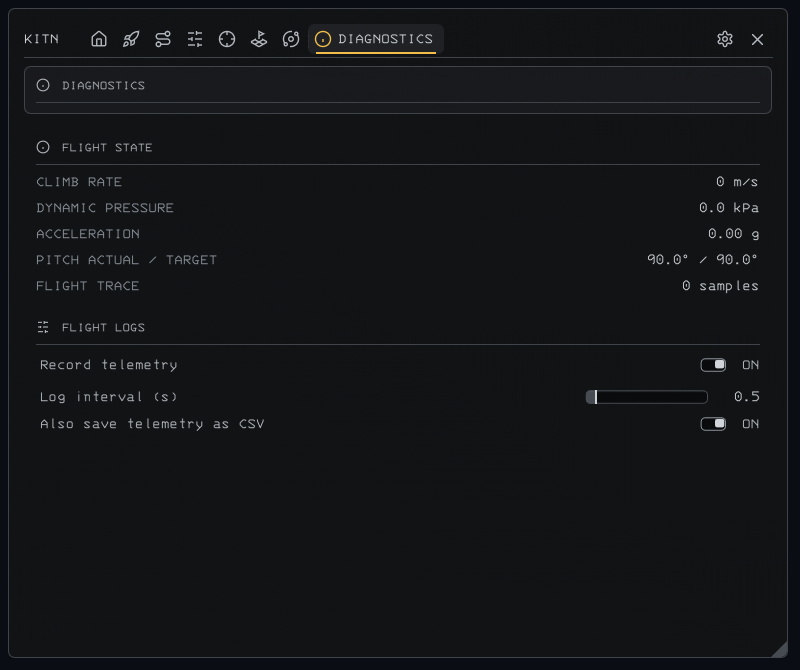 KITN DIAGNOSTICS
DIAGNOSTICS
FLIGHT STATE
CLIMB RATE 0 m/s
DYNAMIC PRESSURE 0.0 kPa
ACCELERATION 0.00 g
PITCH ACTUAL / TARGET 90.0° / 90.0°
FLIGHT TRACE 0 samples
FLIGHT LOGS
Record telemetry ON
Log interval (s) 0.5
Also save telemetry as CSV ON